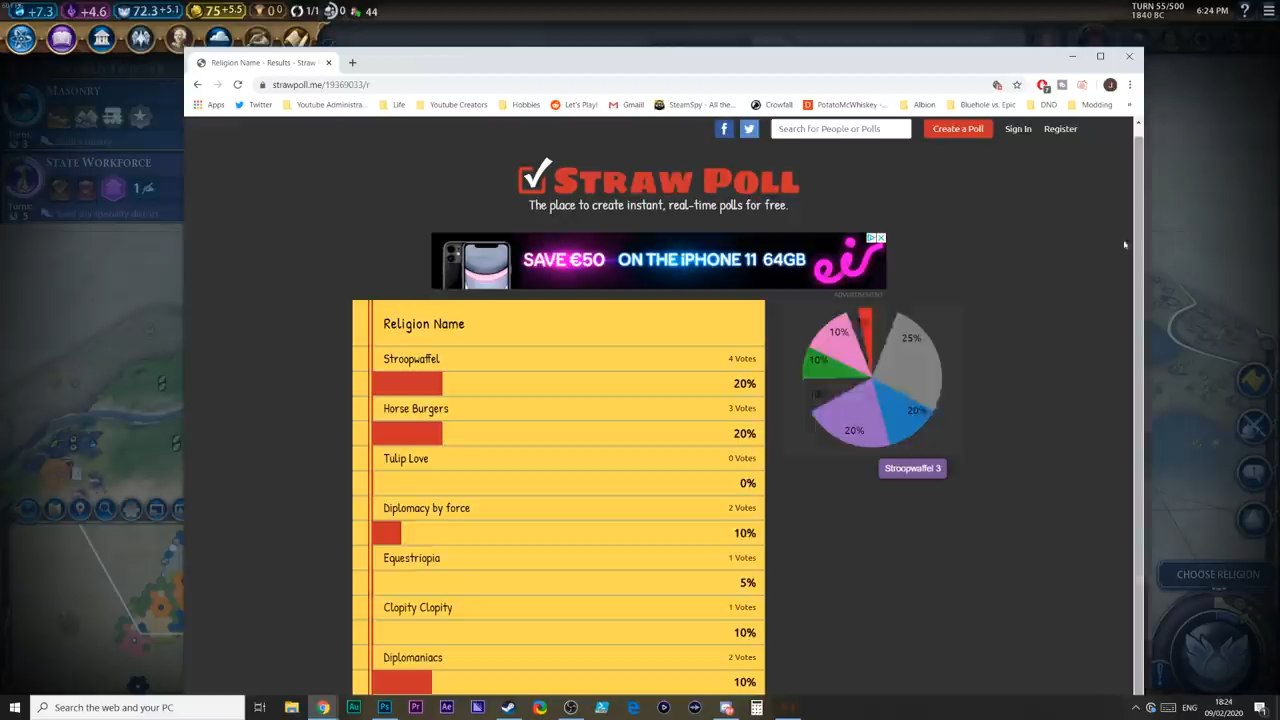 +7.3 +4.6 72.3+5.1 75+5.5 0 1/1 0 44
TURN 55/500
1840 BC
6:24 PM
?
MASONRY
STATE WORKFORCE
1
5
Religion Name - Results - Straw
strawpoll.me/19369033/r
Apps Twitter Youtube Administra... Life Youtube Creators Hobbies Let's Play! Gmaill SteamSpy - All the... Crowfall PotatoMcWhiskey -... Albion Bluehole vs. Epic DND Modding »
Search for People or Polls Create a Poll Sign In Register
STRAW POLL
The place to create instant, real-time polls for free.
SAVE €50 ON THE iPHONE 11 64GB eir
ADVERTISEMENT
Religion Name
Stroopwaffel 4 Votes
20%
Horse Burgers 3 Votes
20%
Tulip Love 0 Votes
0%
Diplomacy by force 2 Votes
10%
Equestriopia 1 Votes
5%
Clopity Clopity 1 Votes
10%
Diplomaniacs 2 Votes
10%
10%
25%
10%
20%
20%
Stroopwaffel 3
CHOOSE RELIGION
Search the web and your PC
18:24
09/02/2020